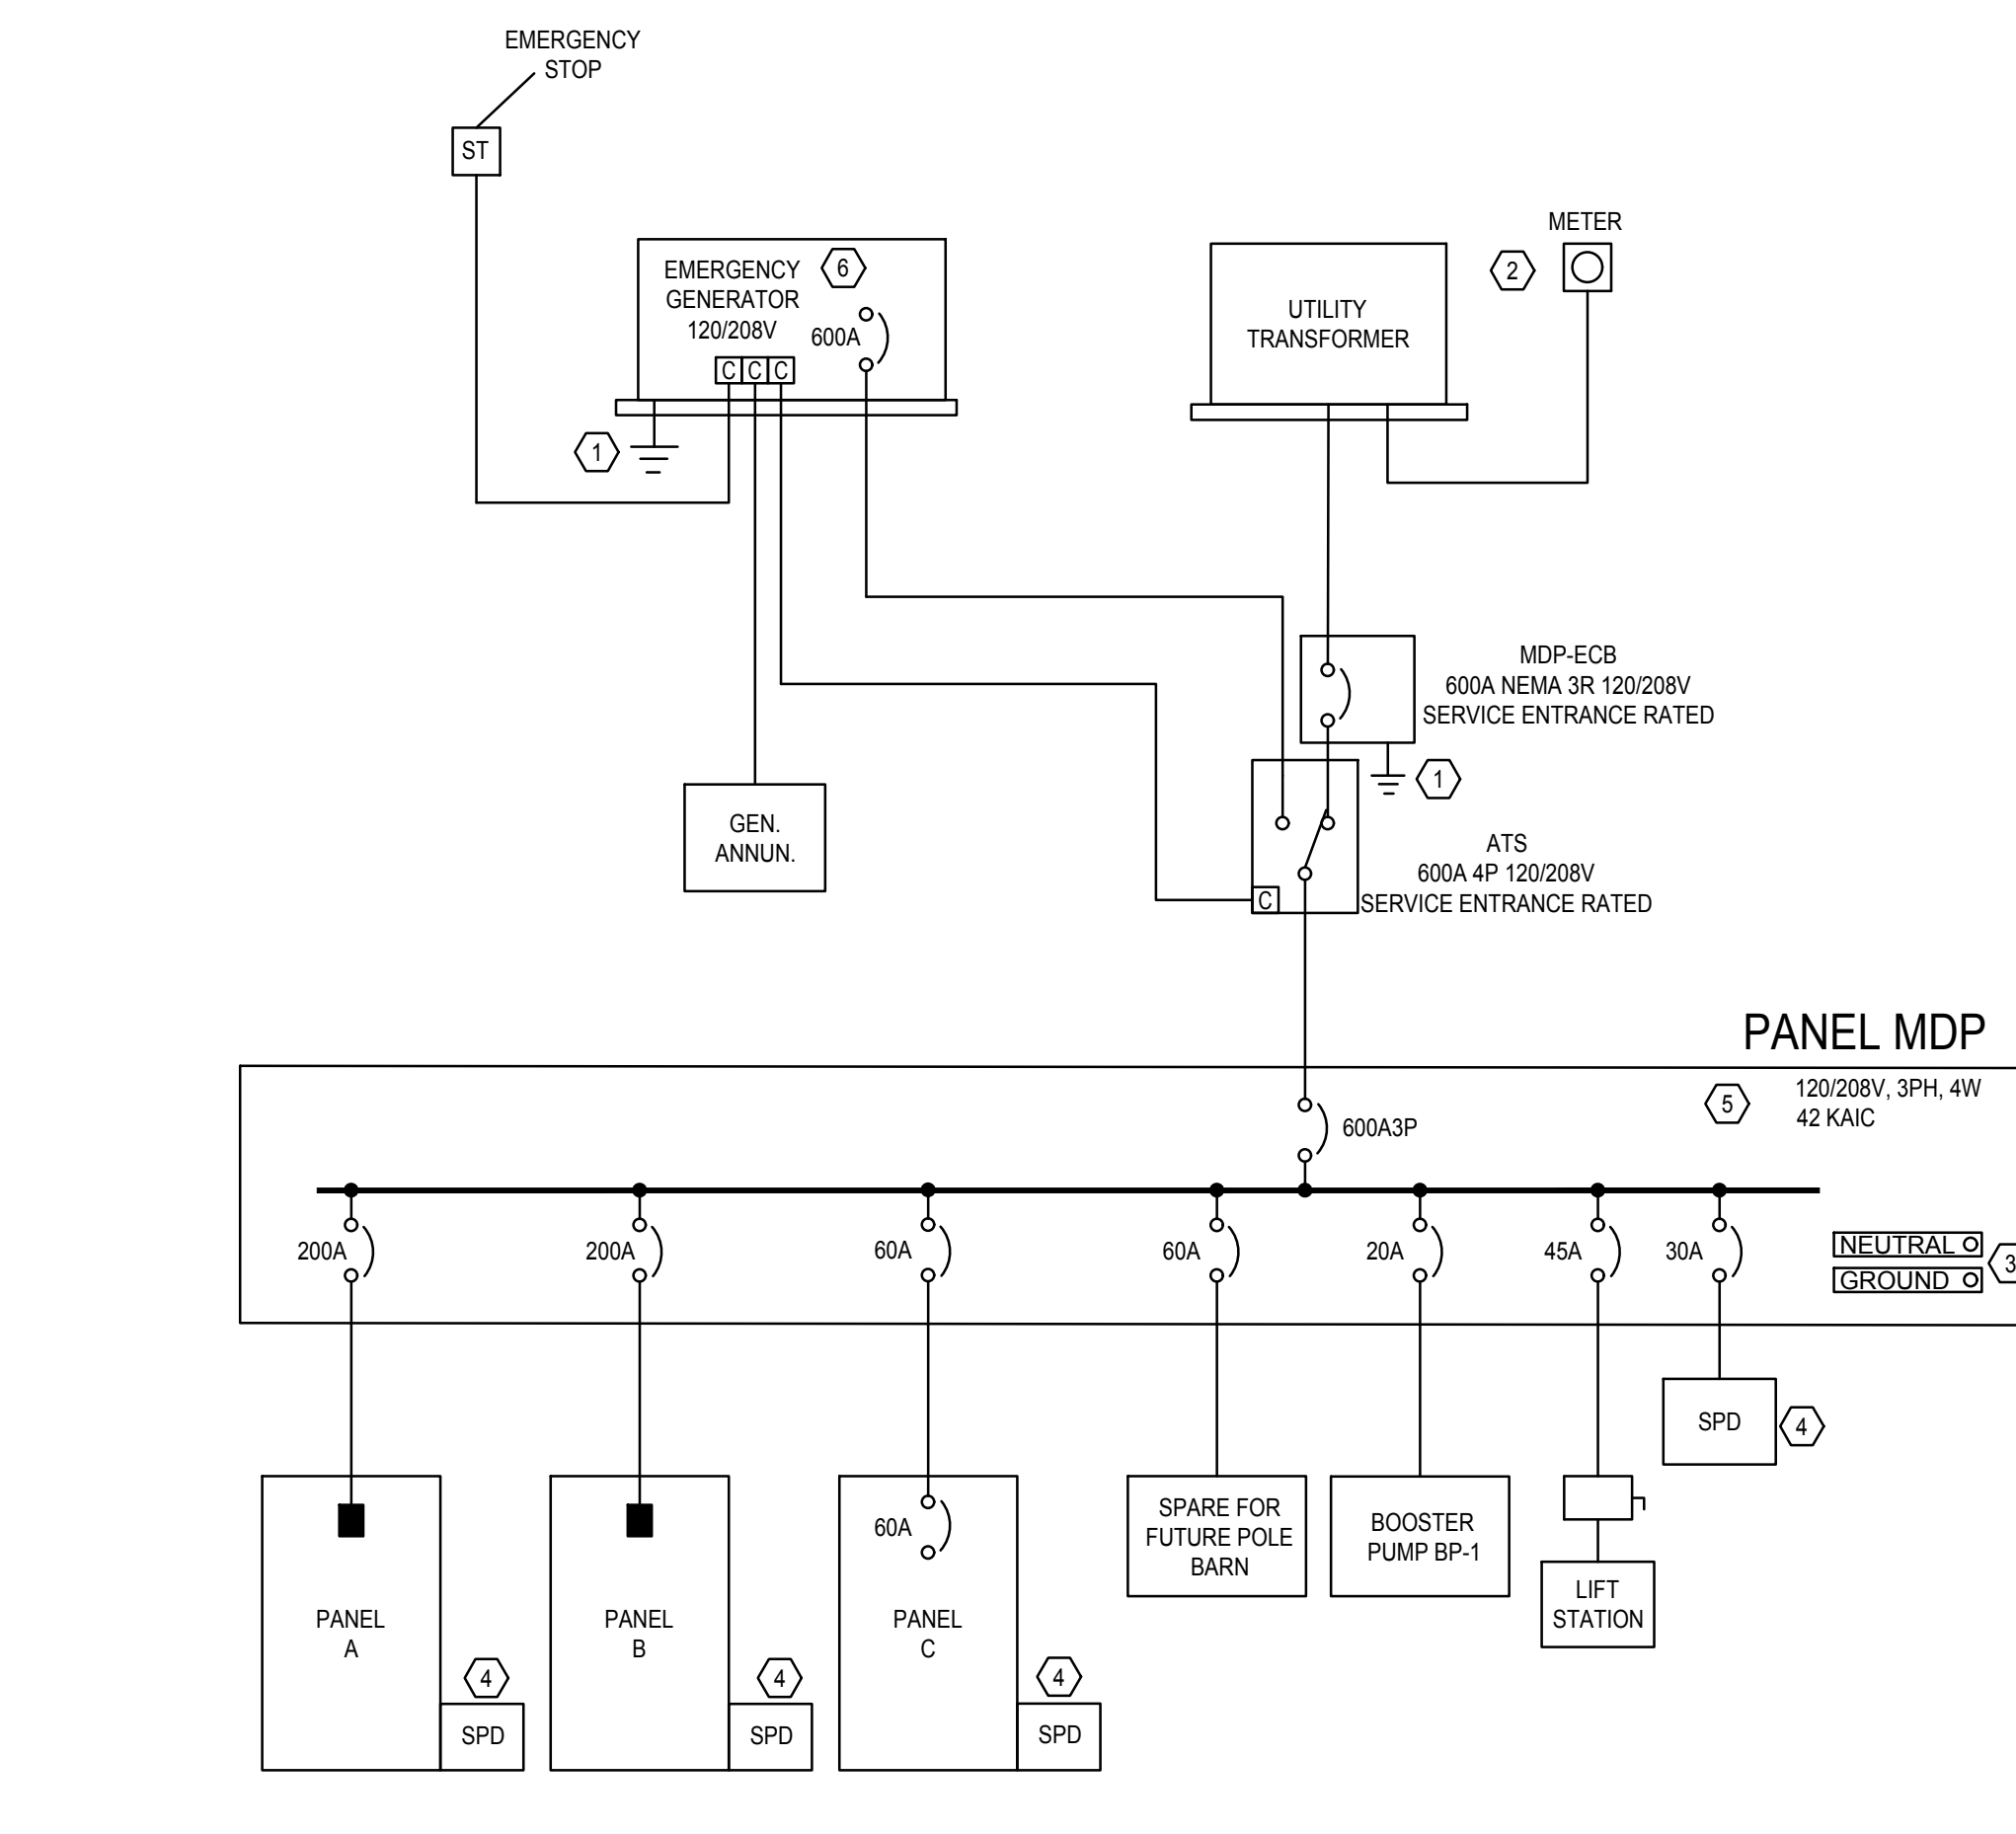 EMERGENCY
STOP
ST
METER
EMERGENCY
GENERATOR
120/208V
6
600A
C C C
1
UTILITY
TRANSFORMER
2
MDP-ECB
600A NEMA 3R 120/208V
SERVICE ENTRANCE RATED
1
GEN.
ANNUN.
ATS
600A 4P 120/208V
SERVICE ENTRANCE RATED
C
PANEL MDP
120/208V, 3PH, 4W
42 KAIC
5
600A3P
200A
200A
60A
60A
20A
45A
30A
NEUTRAL
GROUND
3
SPD
4
60A
SPARE FOR
FUTURE POLE
BARN
BOOSTER
PUMP BP-1
LIFT
STATION
PANEL
A
PANEL
B
PANEL
C
4
4
4
SPD
SPD
SPD